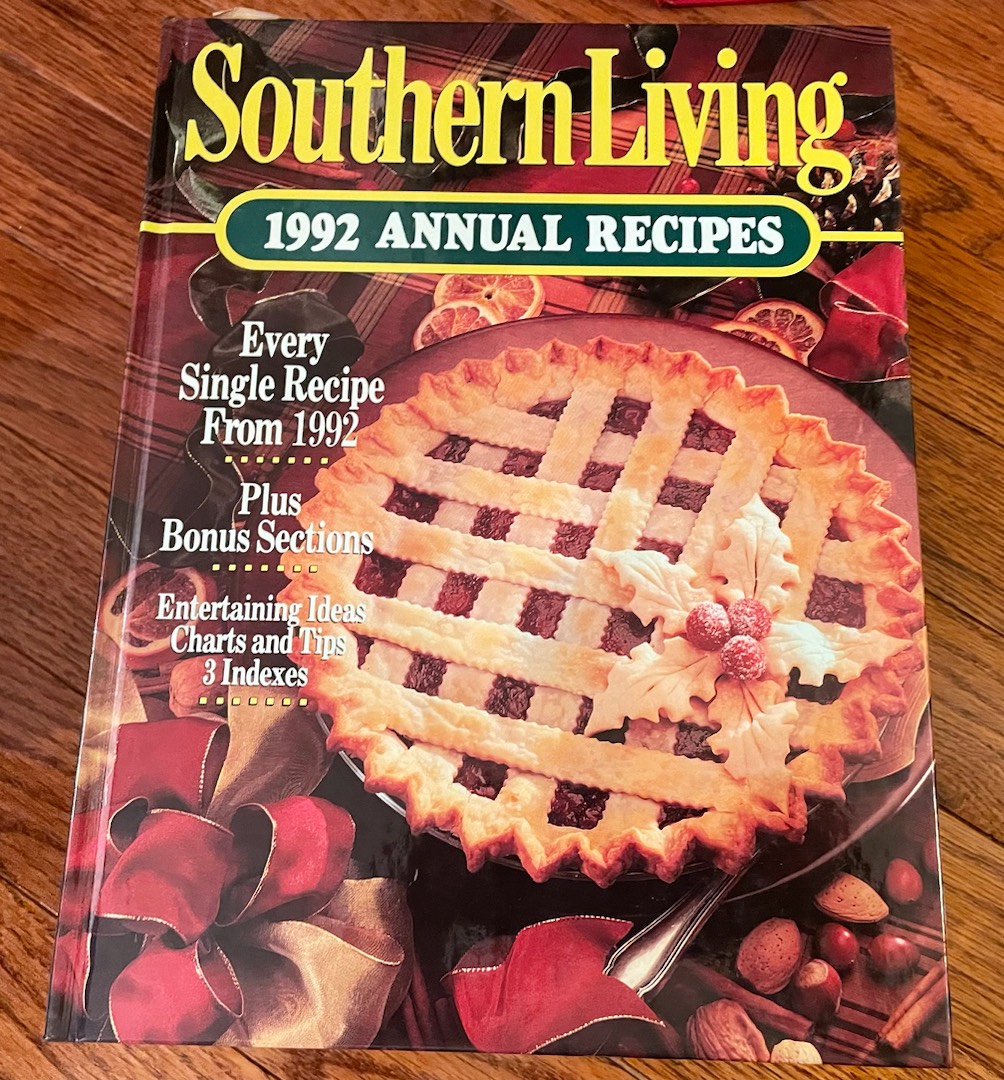 Southern Living
1992 ANNUAL RECIPES
Every
Single Recipe
From 1992
Plus
Bonus Sections
Entertaining Ideas
Charts and Tips
3 Indexes